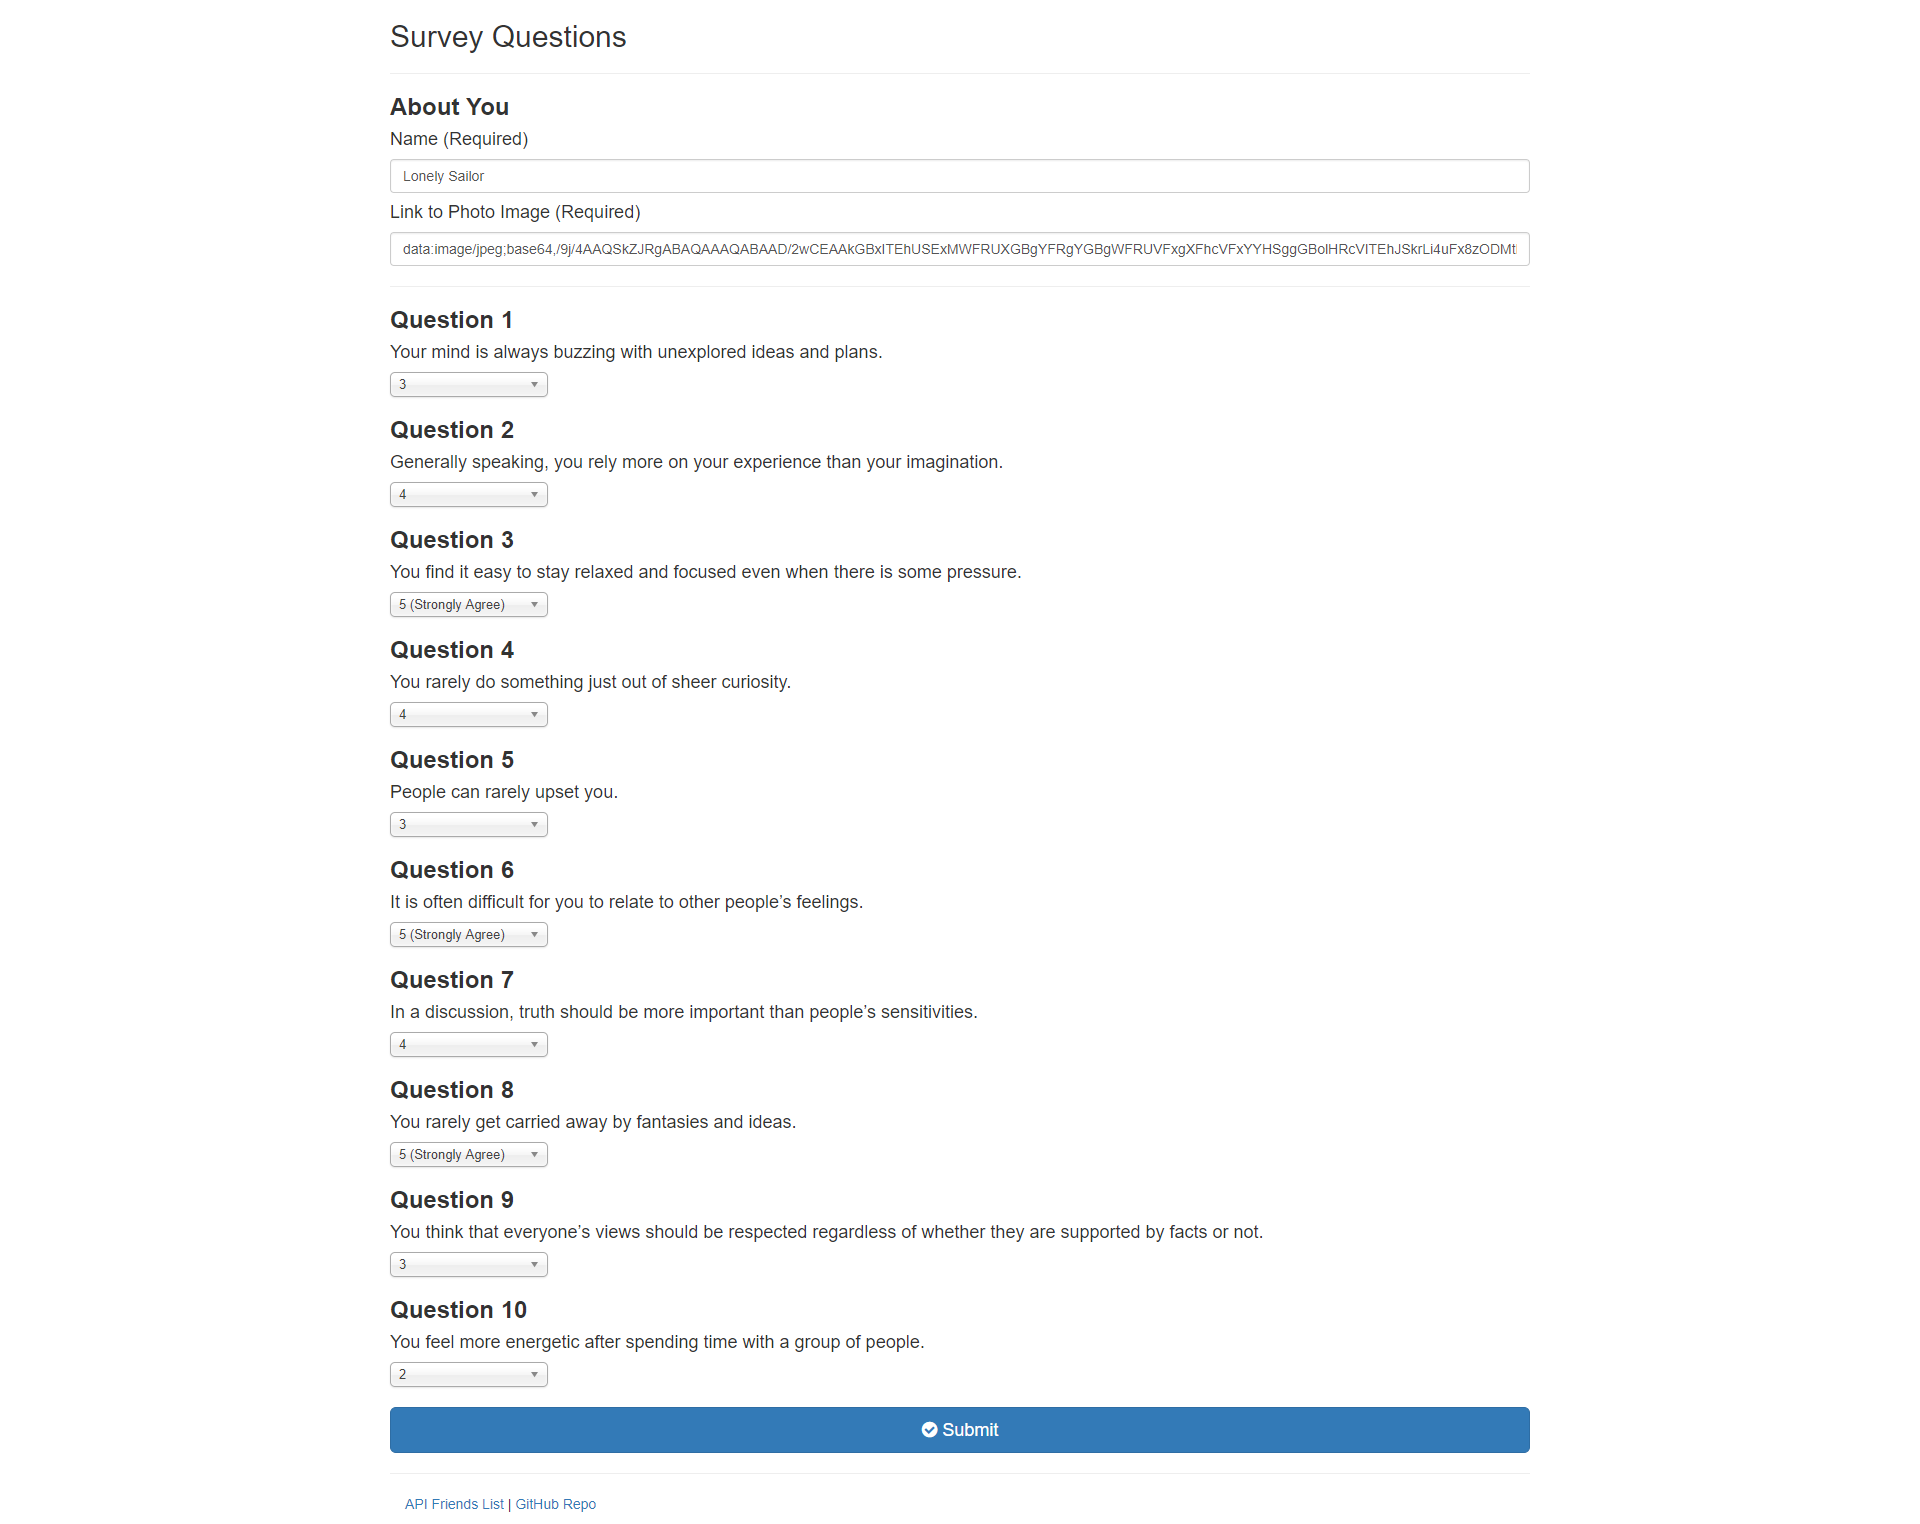 Survey Questions
About You
Name (Required)
Lonely Sailor
Link to Photo Image (Required)
data:image/jpeg;base64,/9j/4AAQSkZJRgABAQAAAQABAAD/2wCEAAkGBxITEhUSExMWFRUXGBgYFRgYGBgWFRUVFxgXFhcVFxYYHSggGBolHRcVITEhJSkrLi4uFx8zODMt
Question 1
Your mind is always buzzing with unexplored ideas and plans.
3
Question 2
Generally speaking, you rely more on your experience than your imagination.
4
Question 3
You find it easy to stay relaxed and focused even when there is some pressure.
5 (Strongly Agree)
Question 4
You rarely do something just out of sheer curiosity.
4
Question 5
People can rarely upset you.
3
Question 6
It is often difficult for you to relate to other people’s feelings.
5 (Strongly Agree)
Question 7
In a discussion, truth should be more important than people’s sensitivities.
4
Question 8
You rarely get carried away by fantasies and ideas.
5 (Strongly Agree)
Question 9
You think that everyone’s views should be respected regardless of whether they are supported by facts or not.
3
Question 10
You feel more energetic after spending time with a group of people.
2
Submit
API Friends List | GitHub Repo